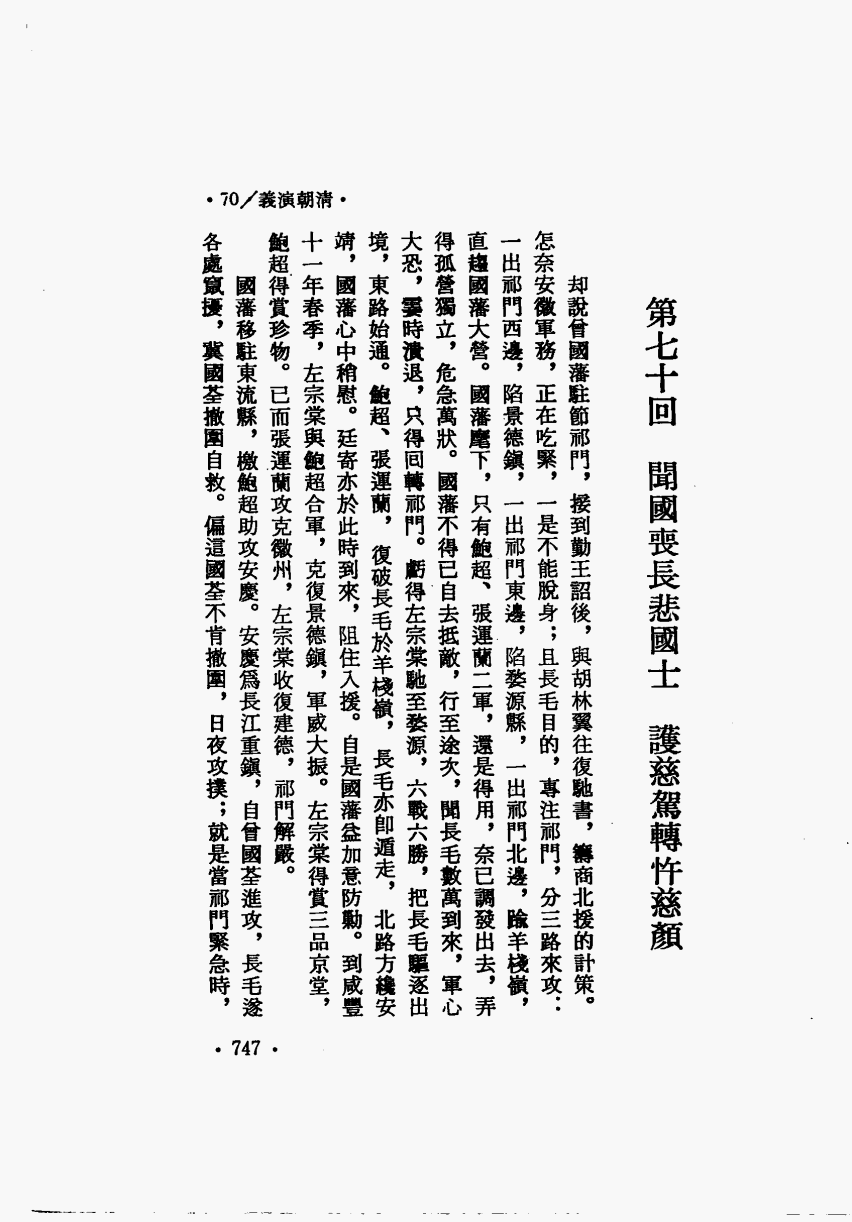 ·70／義演朝清·
第七十回　聞國喪長悲國士　護慈駕轉忤慈顏
却說曾國藩駐節祁門，接到勤王詔後，與胡林翼往復馳書，籌商北援的計策。
怎奈安徽軍務，正在吃緊，一是不能脫身；且長毛目的，專注祁門，分三路來攻：
一出祁門西邊，陷景德鎮，一出祁門東邊，陷婺源縣，一出祁門北邊，踰羊棧嶺，
直趨國藩大營。國藩麾下，只有鮑超、張運蘭二軍，還是得用，奈已調發出去，弄
得孤營獨立，危急萬狀。國藩不得已自去抵敵，行至途次，聞長毛數萬到來，軍心
大恐，霎時潰退，只得囘轉祁門。虧得左宗棠馳至婺源，六戰六勝，把長毛驅逐出
境，東路始通。鮑超、張運蘭，復破長毛於羊棧嶺，長毛亦卽遁走，北路方纔安
靖，國藩心中稍慰。廷寄亦於此時到來，阻住入援。自是國藩益加意防勦。到咸豐
十一年春季，左宗棠與鮑超合軍，克復景德鎮，軍威大振。左宗棠得賞三品京堂，
鮑超得賞珍物。已而張運蘭攻克徽州，左宗棠收復建德，祁門解嚴。
國藩移駐東流縣，檄鮑超助攻安慶。安慶爲長江重鎮，自曾國荃進攻，長毛遂
各處竄擾，冀國荃撤圍自救。偏這國荃不肯撤圍，日夜攻撲；就是當祁門緊急時，
·747·